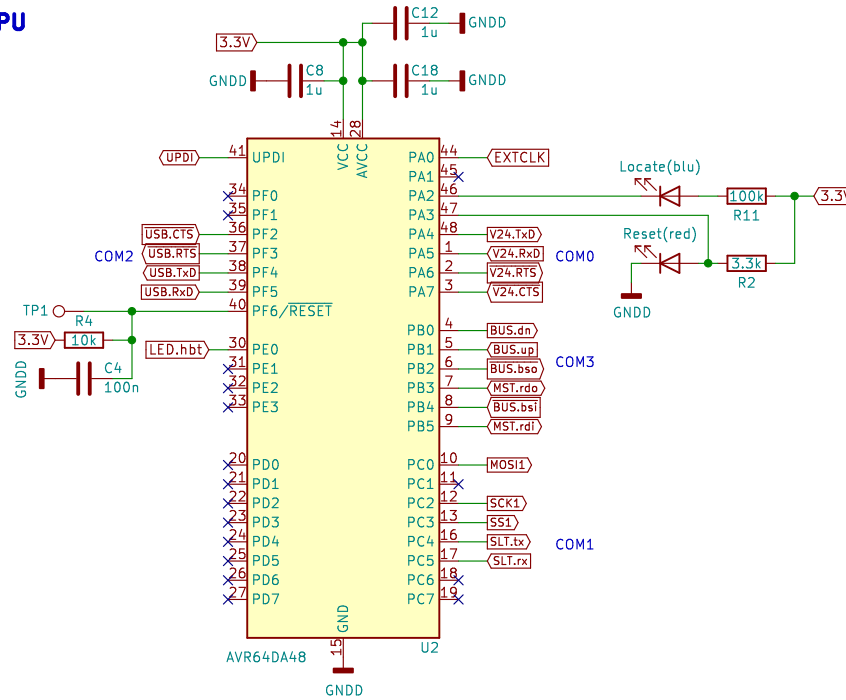 PU
C12
1u
GNDD
3.3V
GNDD
C8
1u
C18
1u
GNDD
14
28
VCC
AVCC
UPDI
41
UPDI
PA0
44
EXTCLK
PA1
45
34
PF0
PA2
46
35
PF1
PA3
47
USB.CTS
36
PF2
PA4
48
V24.TxD
COM2
USB.RTS
37
PF3
PA5
1
V24.RxD
COM0
USB.TxD
38
PF4
PA6
2
V24.RTS
USB.RxD
39
PF5
PA7
3
V24.CTS
TP1
40
PF6/RESET
Locate(blu)
100k
R11
3.3V
Reset(red)
3.3k
R2
GNDD
R4
3.3V
10k
GNDD
C4
100n
LED.hbt
30
PE0
31
PE1
32
PE2
33
PE3
PB0
4
BUS.dn
PB1
5
BUS.up
PB2
6
BUS.bso
COM3
PB3
7
MST.rdo
PB4
8
BUS.bsi
PB5
9
MST.rdi
20
PD0
21
PD1
22
PD2
23
PD3
24
PD4
25
PD5
26
PD6
27
PD7
PC0
10
MOSI1
PC1
11
PC2
12
SCK1
PC3
13
SS1
PC4
16
SLT.tx
COM1
PC5
17
SLT.rx
PC6
18
PC7
19
GND
15
AVR64DA48
U2
GNDD